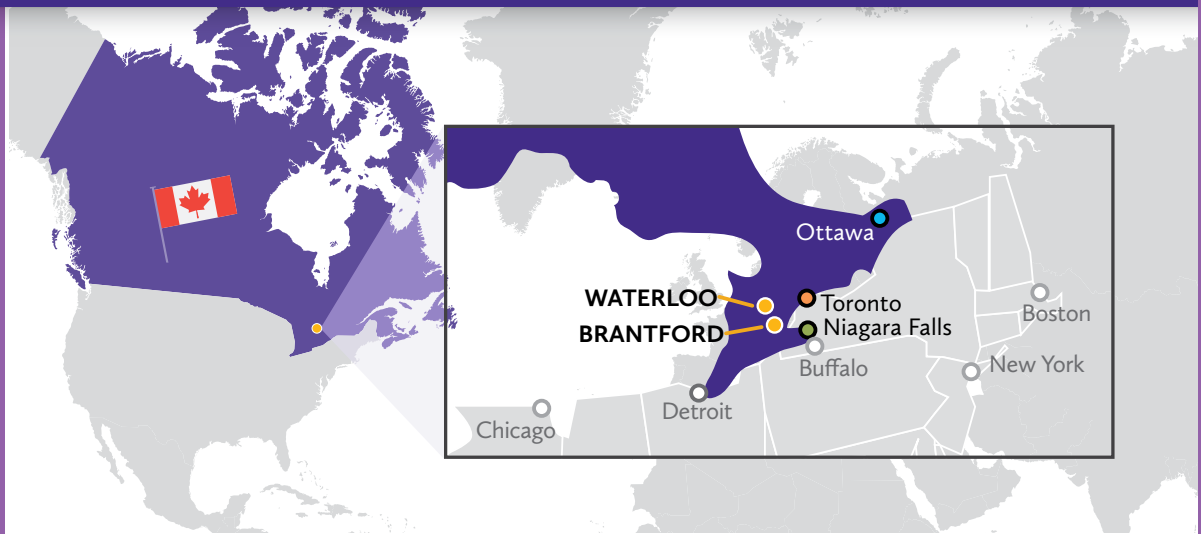 Ottawa
WATERLOO
Toronto
BRANTFORD
Niagara Falls
Boston
Buffalo
New York
Detroit
Chicago